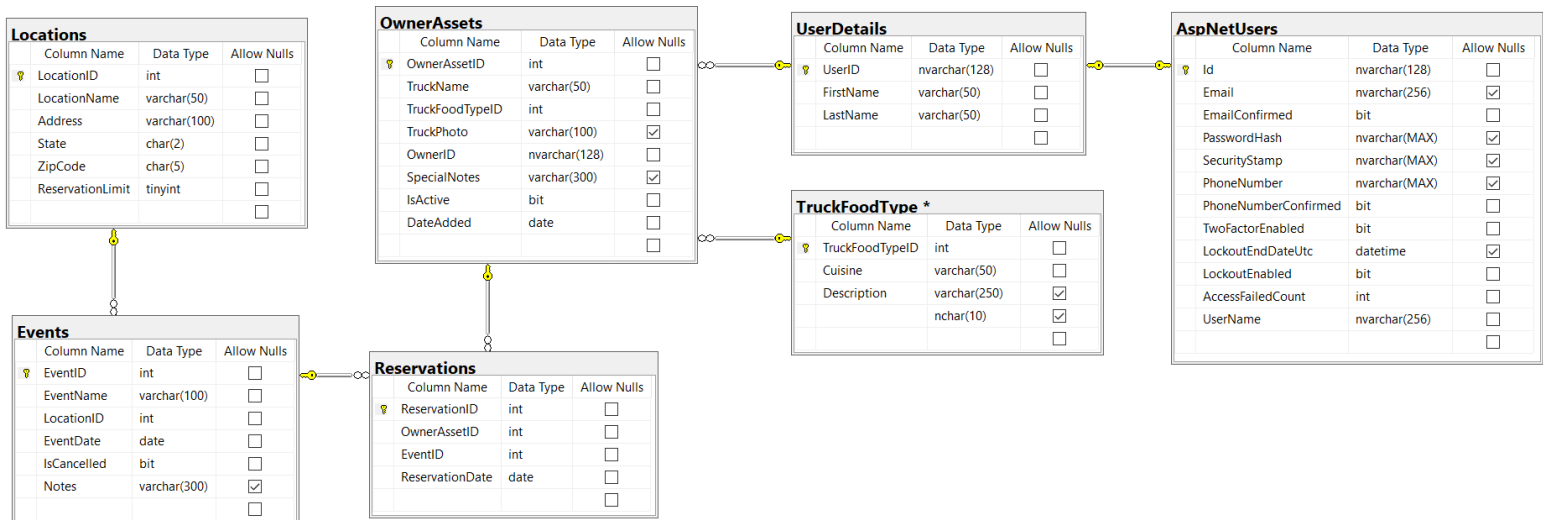 Locations
Column Name Data Type Allow Nulls
LocationID int
LocationName varchar(50)
Address varchar(100)
State char(2)
ZipCode char(5)
ReservationLimit tinyint
OwnerAssets
Column Name Data Type Allow Nulls
OwnerAssetID int
TruckName varchar(50)
TruckFoodTypeID int
TruckPhoto varchar(100)
OwnerID nvarchar(128)
SpecialNotes varchar(300)
IsActive bit
DateAdded date
UserDetails
Column Name Data Type Allow Nulls
UserID nvarchar(128)
FirstName varchar(50)
LastName varchar(50)
AspNetUsers
Column Name Data Type Allow Nulls
Id nvarchar(128)
Email nvarchar(256)
EmailConfirmed bit
PasswordHash nvarchar(MAX)
SecurityStamp nvarchar(MAX)
PhoneNumber nvarchar(MAX)
PhoneNumberConfirmed bit
TwoFactorEnabled bit
LockoutEndDateUtc datetime
LockoutEnabled bit
AccessFailedCount int
UserName nvarchar(256)
TruckFoodType *
Column Name Data Type Allow Nulls
TruckFoodTypeID int
Cuisine varchar(50)
Description varchar(250)
nchar(10)
Events
Column Name Data Type Allow Nulls
EventID int
EventName varchar(100)
LocationID int
EventDate date
IsCancelled bit
Notes varchar(300)
Reservations
Column Name Data Type Allow Nulls
ReservationID int
OwnerAssetID int
EventID int
ReservationDate date